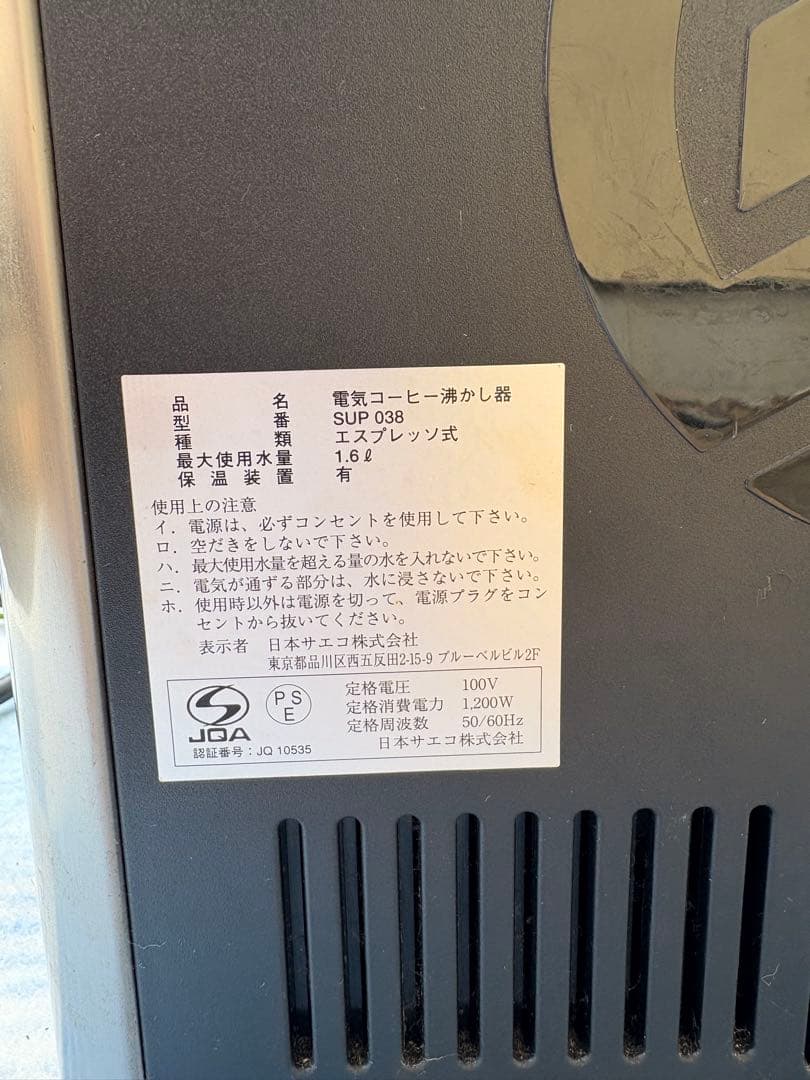 品名 電気コーヒー沸かし器
型番 SUP 038
種類 エスプレッソ式
最大使用水量 1.6ℓ
保温装置 有
使用上の注意
イ．電源は、必ずコンセントを使用して下さい。
ロ．空だきをしないで下さい。
ハ．最大使用水量を超える量の水を入れないで下さい。
ニ．電気が通ずる部分は、水に浸さないで下さい。
ホ．使用時以外は電源を切って、電源プラグをコン
セントから抜いてください。
表示者 日本サエコ株式会社
東京都品川区西五反田2-15-9 ブルーベルビル2F
JQA
認証番号：JQ 10535
PSE
定格電圧 100V
定格消費電力 1,200W
定格周波数 50/60Hz
日本サエコ株式会社